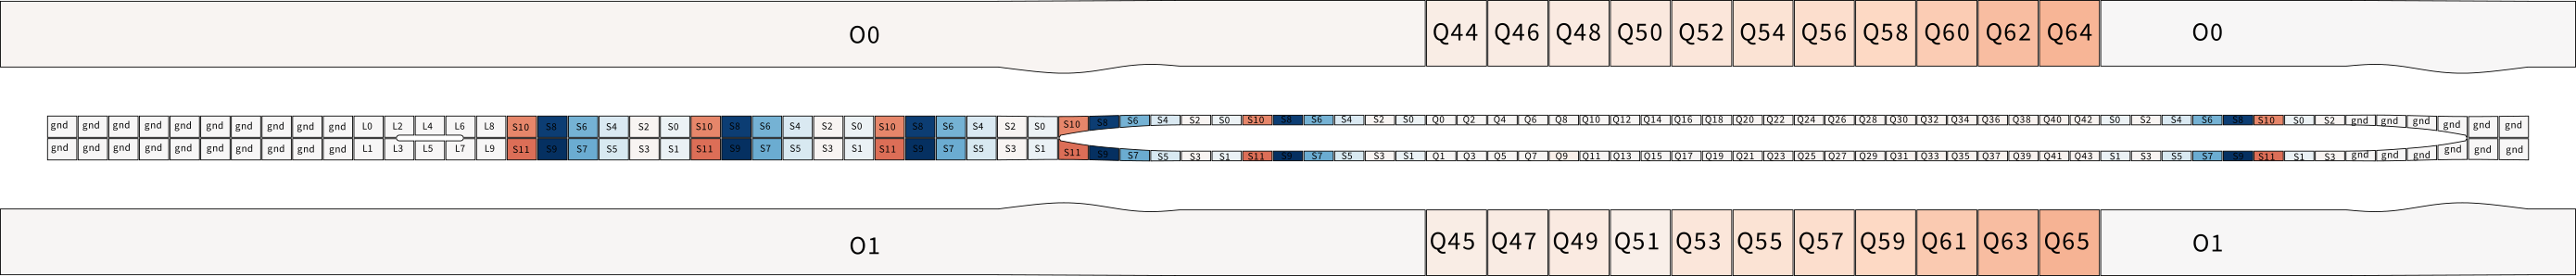 O0 Q44 Q46 Q48 Q50 Q52 Q54 Q56 Q58 Q60 Q62 Q64 O0
gnd gnd gnd gnd gnd gnd gnd gnd gnd gnd L0 L2 L4 L6 L8 S10 S8 S6 S4 S2 S0 S10 S8 S6 S4 S2 S0 S10 S8 S6 S4 S2 S0 S10 S8 S6 S4 S2 S0 S10 S8 S6 S4 S2 S0 Q0 Q2 Q4 Q6 Q8 Q10 Q12 Q14 Q16 Q18 Q20 Q22 Q24 Q26 Q28 Q30 Q32 Q34 Q36 Q38 Q40 Q42 S0 S2 S4 S6 S8 S10 S0 S2 gnd gnd gnd gnd gnd gnd
gnd gnd gnd gnd gnd gnd gnd gnd gnd gnd L1 L3 L5 L7 L9 S11 S9 S7 S5 S3 S1 S11 S9 S7 S5 S3 S1 S11 S9 S7 S5 S3 S1 S11 S9 S7 S5 S3 S1 S11 S9 S7 S5 S3 S1 Q1 Q3 Q5 Q7 Q9 Q11 Q13 Q15 Q17 Q19 Q21 Q23 Q25 Q27 Q29 Q31 Q33 Q35 Q37 Q39 Q41 Q43 S1 S3 S5 S7 S9 S11 S1 S3 gnd gnd gnd gnd gnd gnd
O1 Q45 Q47 Q49 Q51 Q53 Q55 Q57 Q59 Q61 Q63 Q65 O1